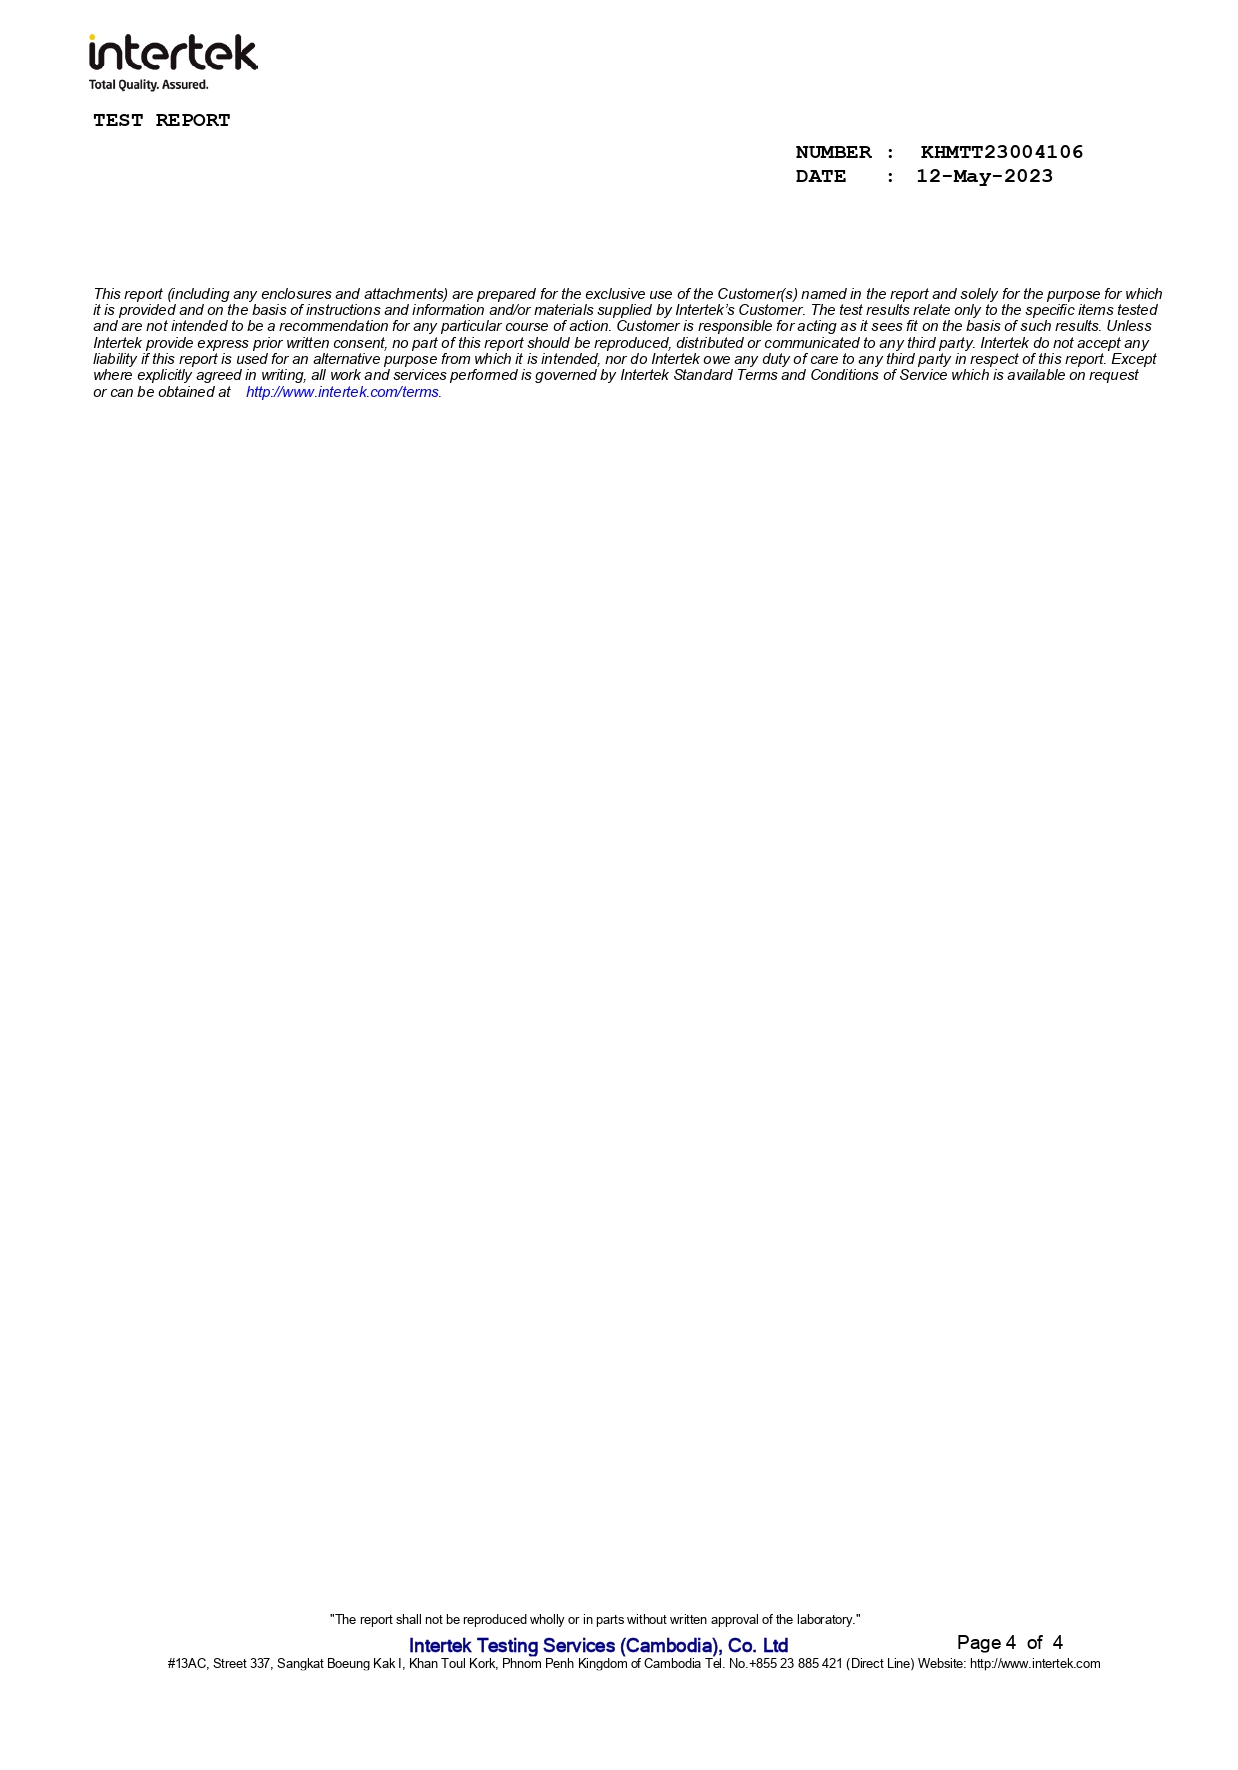 intertek
Total Quality. Assured.
TEST REPORT
NUMBER : KHMTT23004106
DATE : 12-May-2023
This report (including any enclosures and attachments) are prepared for the exclusive use of the Customer(s) named in the report and solely for the purpose for which
it is provided and on the basis of instructions and information and/or materials supplied by Intertek's Customer. The test results relate only to the specific items tested
and are not intended to be a recommendation for any particular course of action. Customer is responsible for acting as it sees fit on the basis of such results. Unless
Intertek provide express prior written consent, no part of this report should be reproduced, distributed or communicated to any third party. Intertek do not accept any
liability if this report is used for an alternative purpose from which it is intended, nor do Intertek owe any duty of care to any third party in respect of this report. Except
where explicitly agreed in writing, all work and services performed is governed by Intertek Standard Terms and Conditions of Service which is available on request
or can be obtained at http://www.intertek.com/terms.
"The report shall not be reproduced wholly or in parts without written approval of the laboratory."
Intertek Testing Services (Cambodia), Co. Ltd
Page 4 of 4
#13AC, Street 337, Sangkat Boeung Kak I, Khan Toul Kork, Phnom Penh Kingdom of Cambodia Tel. No.+855 23 885 421 (Direct Line) Website: http://www.intertek.com